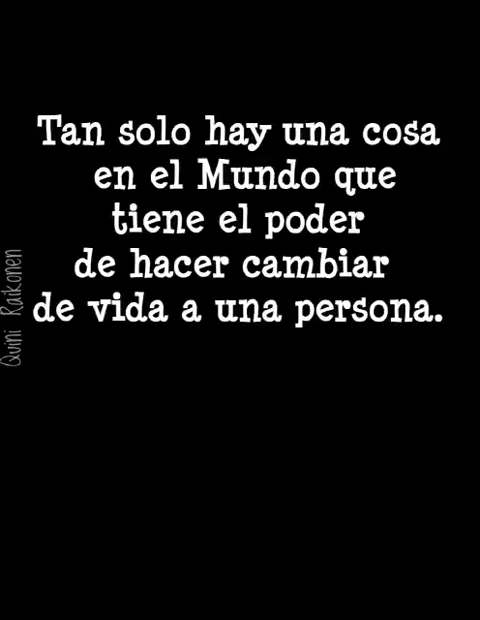 Tan solo hay una cosa
en el Mundo que
tiene el poder
de hacer cambiar
de vida a una persona.
Quini Raikonen